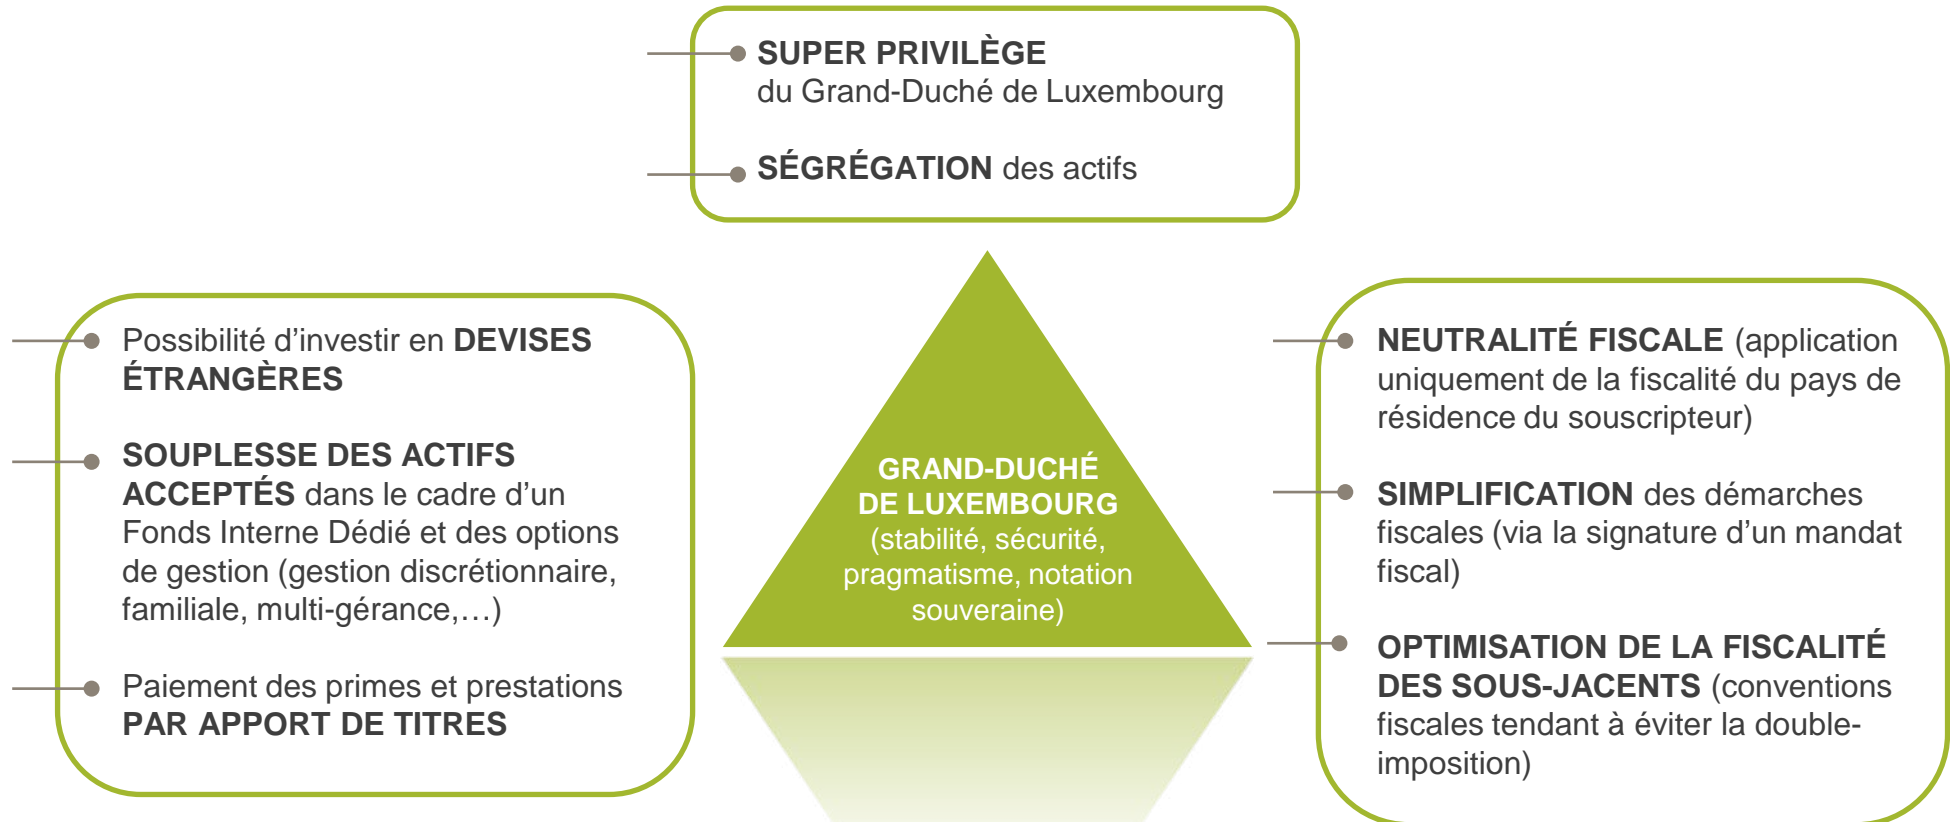 SUPER PRIVILÈGE
du Grand-Duché de Luxembourg
SÉGRÉGATION des actifs
Possibilité d’investir en DEVISES
ÉTRANGÈRES
SOUPLESSE DES ACTIFS
ACCEPTÉS dans le cadre d’un
Fonds Interne Dédié et des options
de gestion (gestion discrétionnaire,
familiale, multi-gérance,…)
Paiement des primes et prestations
PAR APPORT DE TITRES
GRAND-DUCHÉ
DE LUXEMBOURG
(stabilité, sécurité,
pragmatisme, notation
souveraine)
NEUTRALITÉ FISCALE (application
uniquement de la fiscalité du pays de
résidence du souscripteur)
SIMPLIFICATION des démarches
fiscales (via la signature d’un mandat
fiscal)
OPTIMISATION DE LA FISCALITÉ
DES SOUS-JACENTS (conventions
fiscales tendant à éviter la double-
imposition)